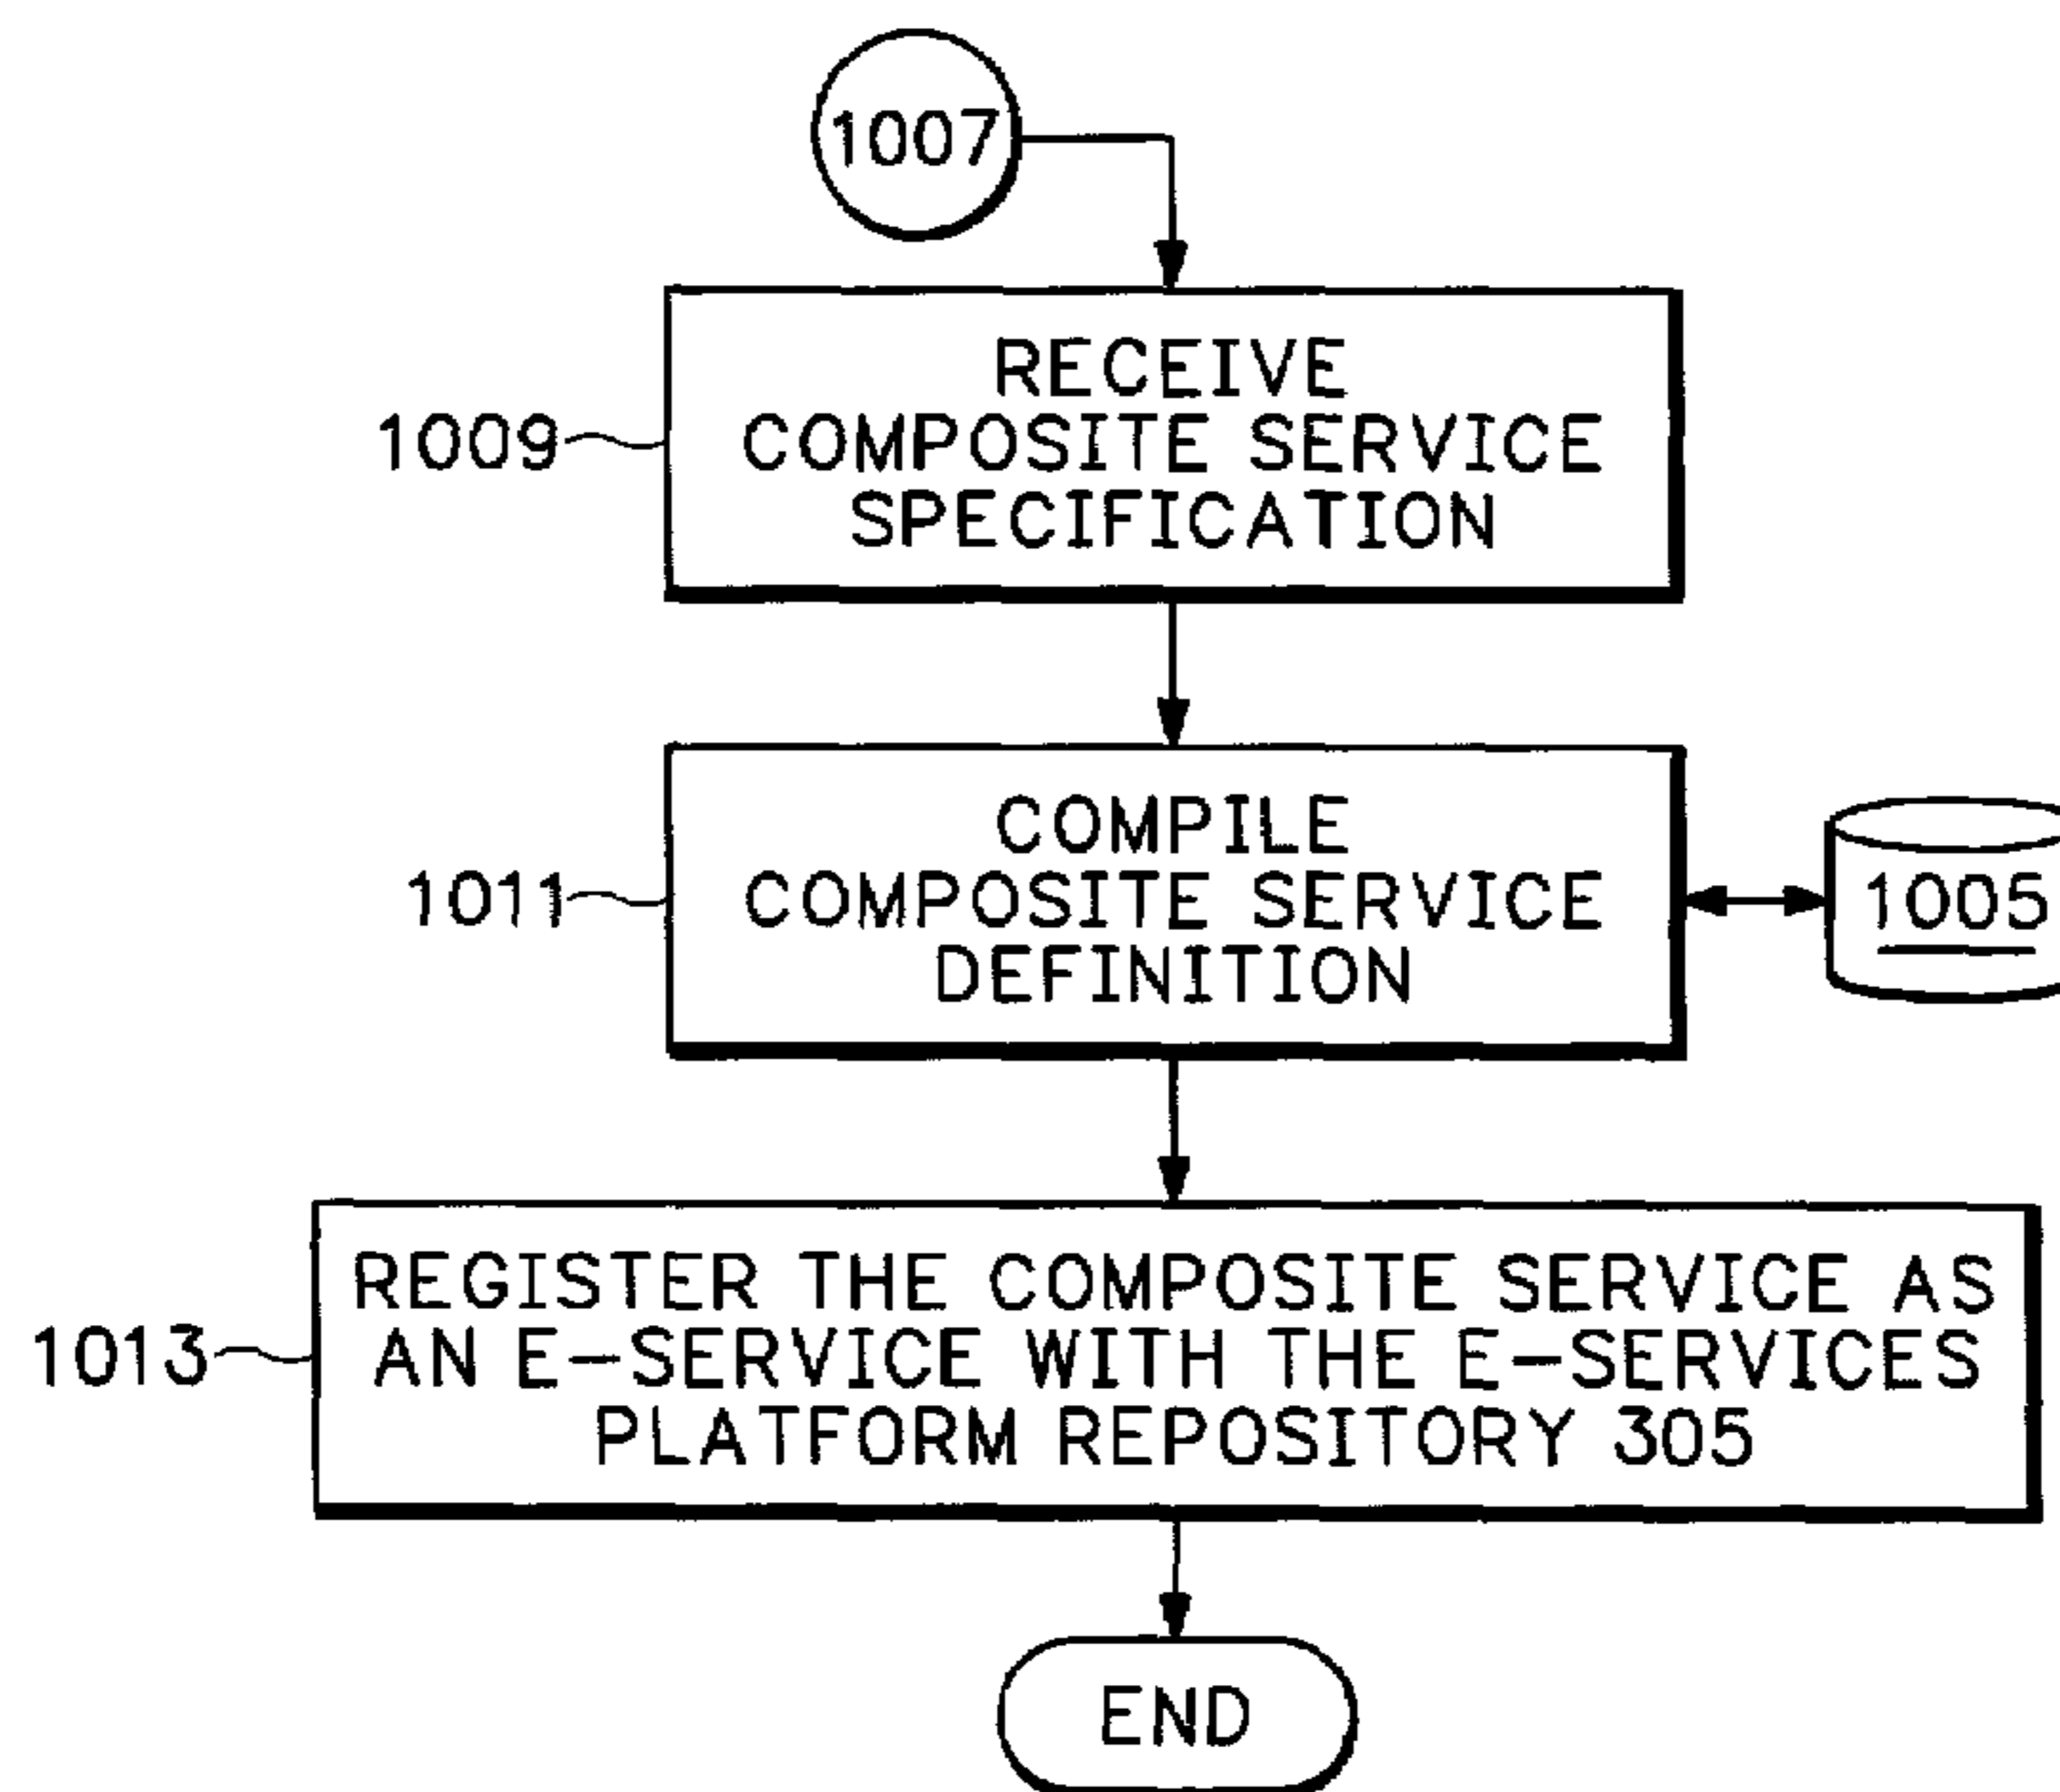 1007
RECEIVE
1009 COMPOSITE SERVICE
SPECIFICATION
COMPILE
1011 COMPOSITE SERVICE 1005
DEFINITION
REGISTER THE COMPOSITE SERVICE AS
1013 AN E-SERVICE WITH THE E-SERVICES
PLATFORM REPOSITORY 305
END